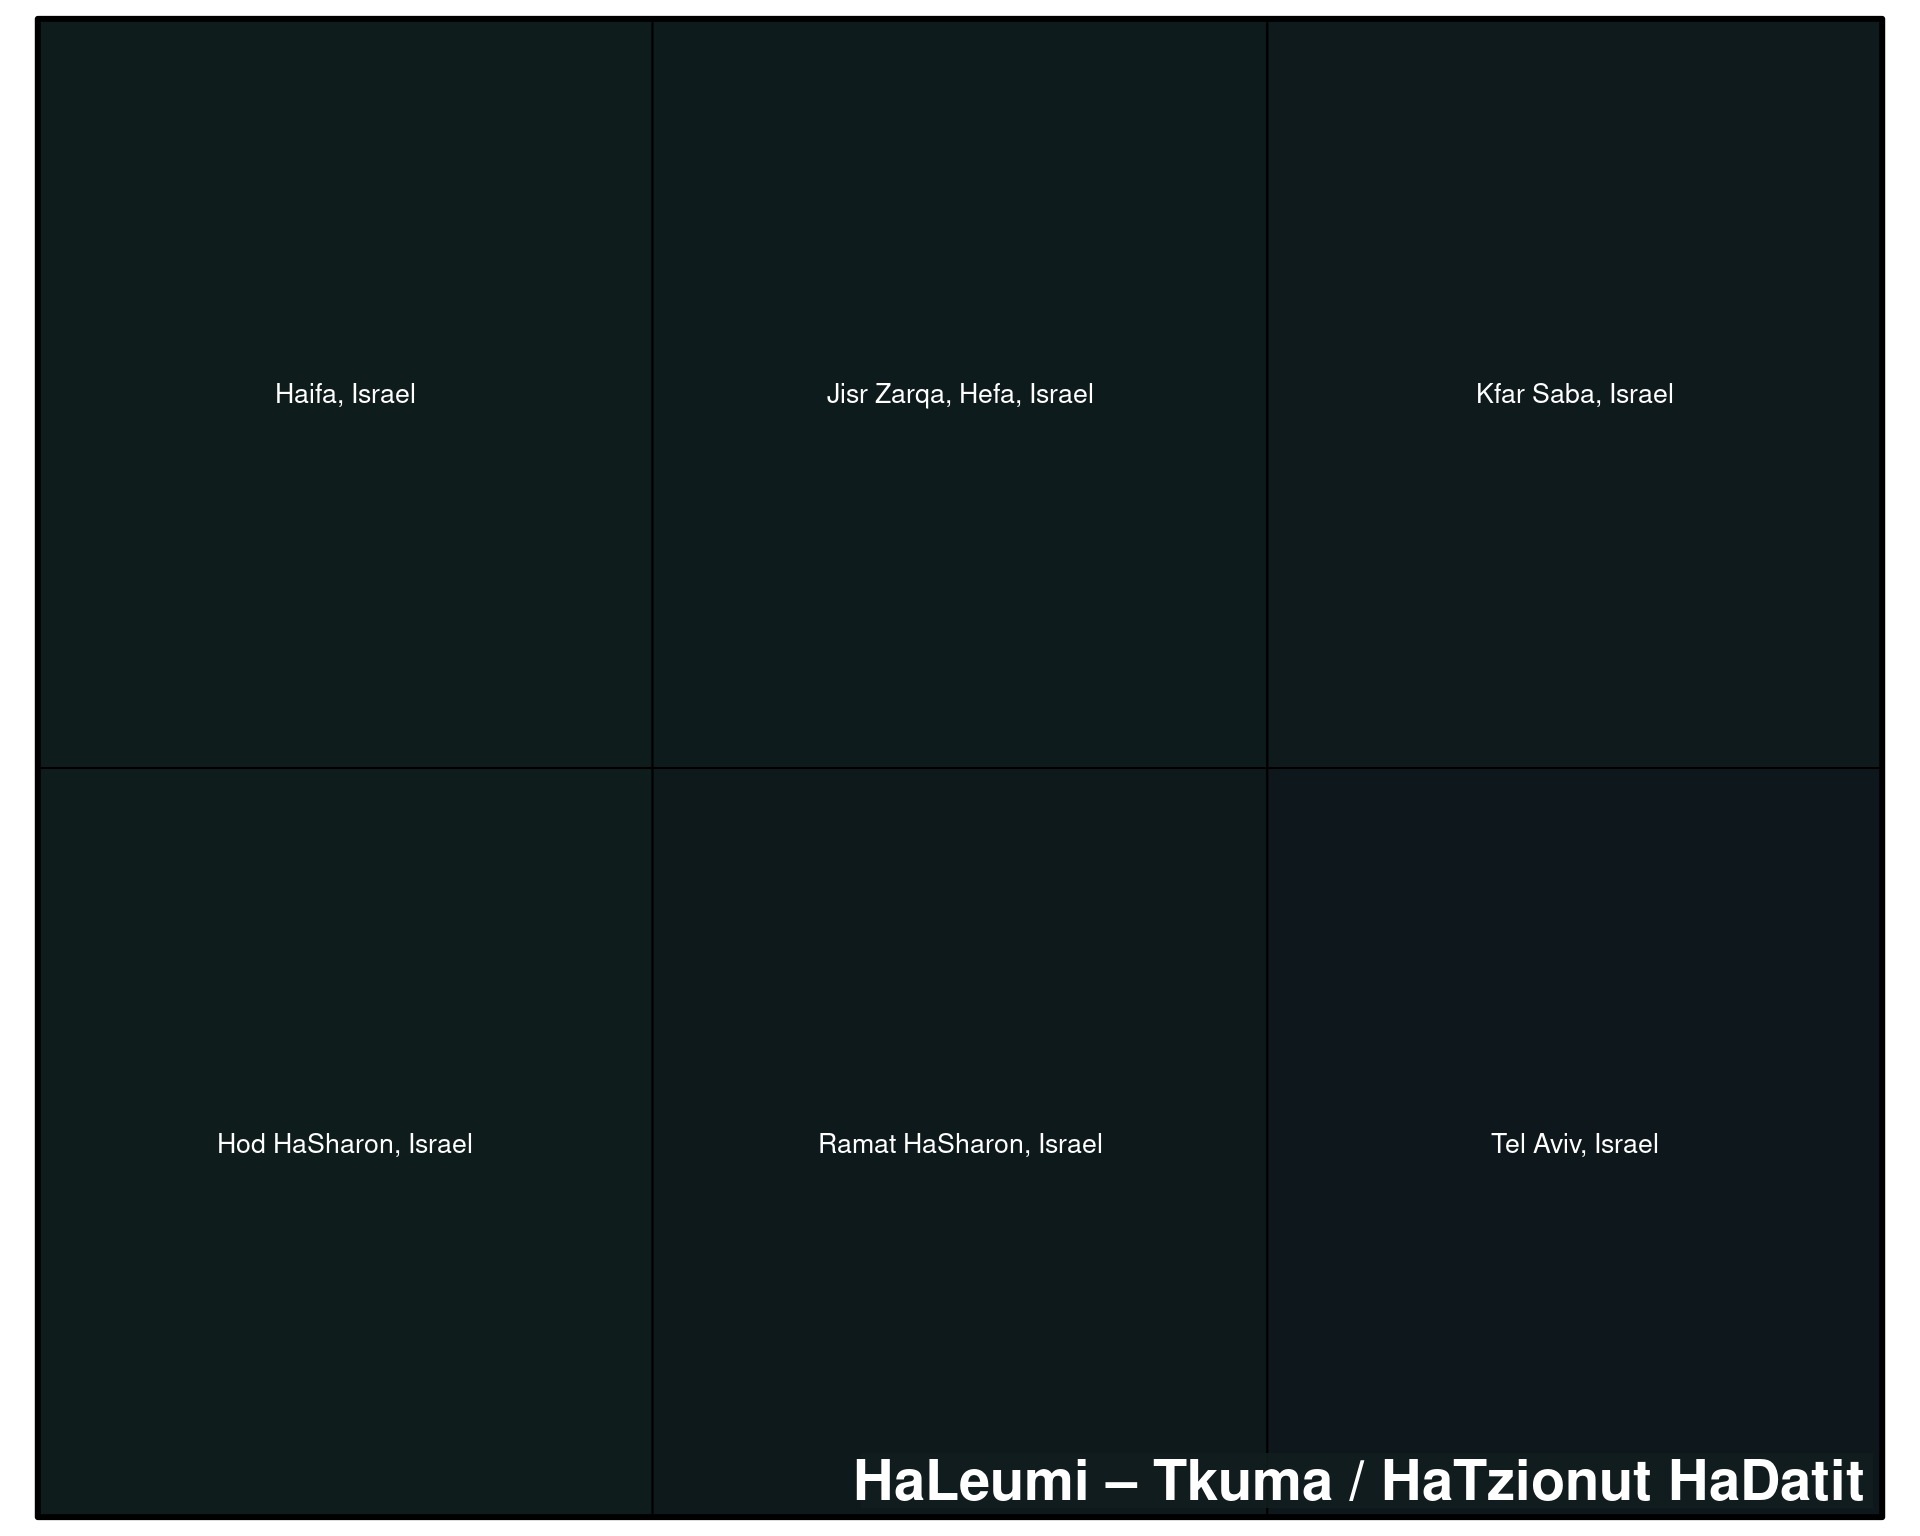 Haifa, Israel
Jisr Zarqa, Hefa, Israel
Kfar Saba, Israel
Hod HaSharon, Israel
Ramat HaSharon, Israel
Tel Aviv, Israel
HaLeumi – Tkuma / HaTzionut HaDatit